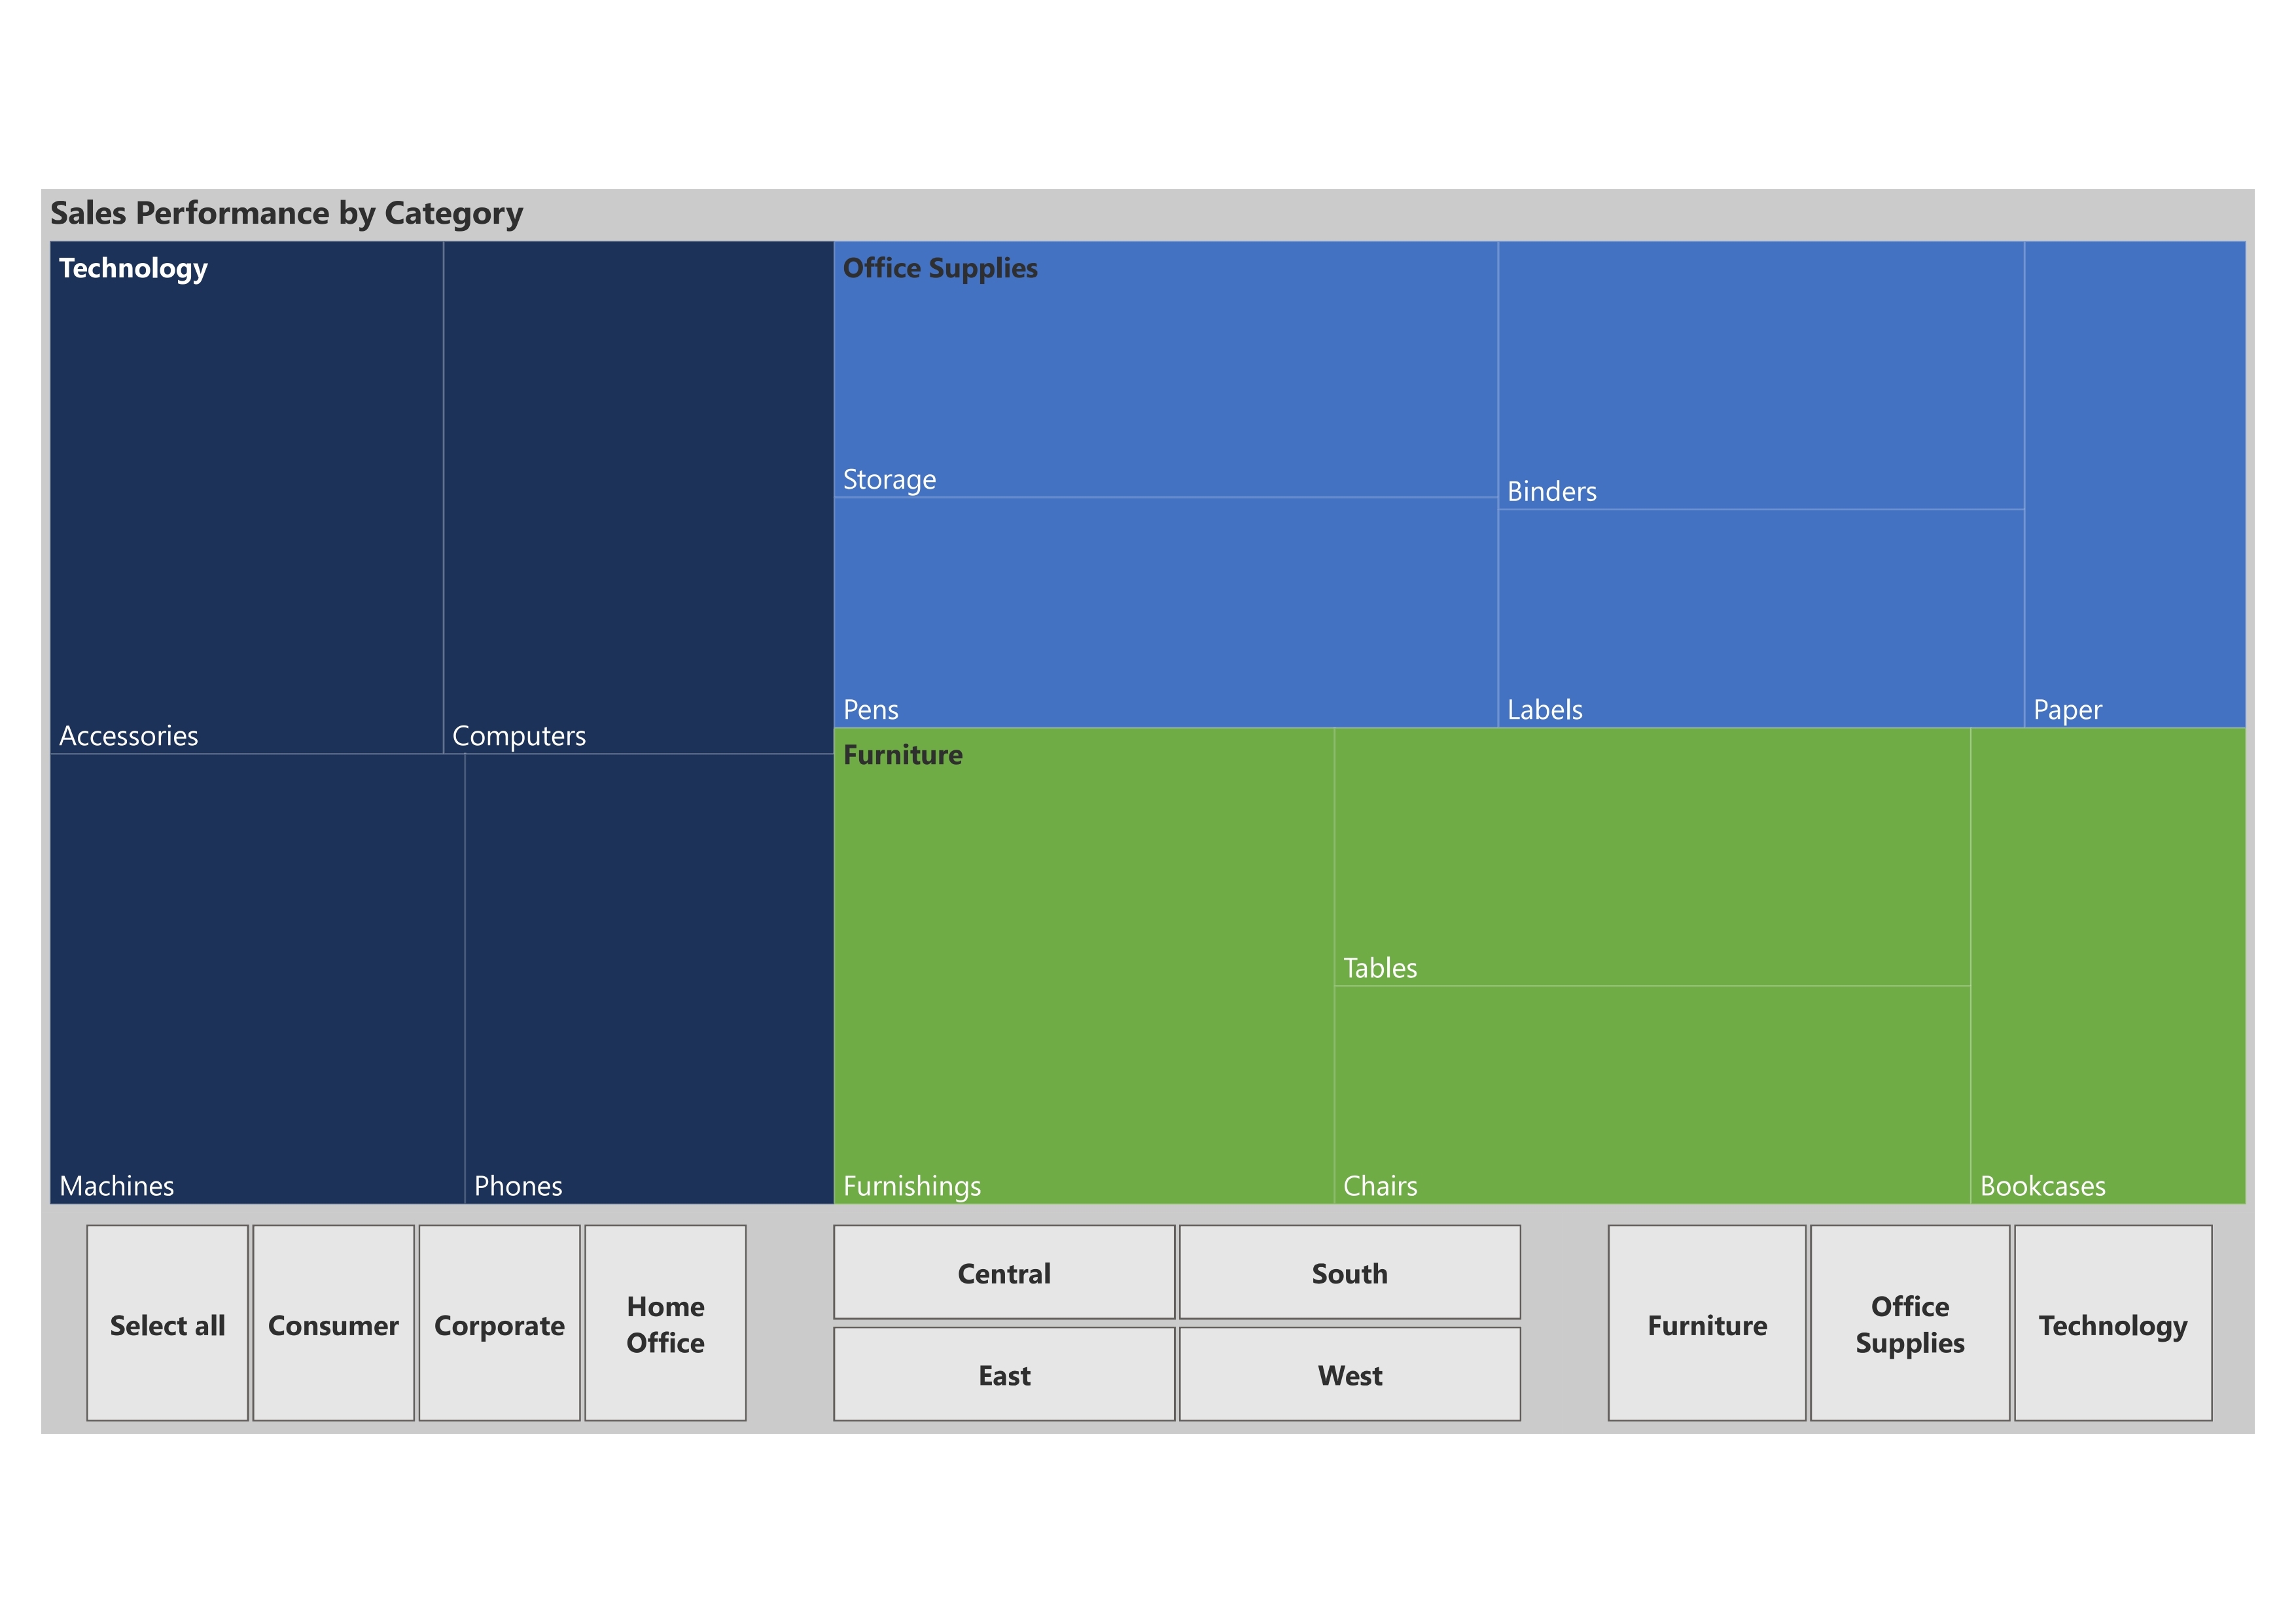 Sales Performance by Category
Technology
Accessories
Computers
Machines
Phones
Office Supplies
Storage
Binders
Pens
Labels
Paper
Furniture
Tables
Furnishings
Chairs
Bookcases
Select all
Consumer
Corporate
Home
Office
Central
South
East
West
Furniture
Office
Supplies
Technology